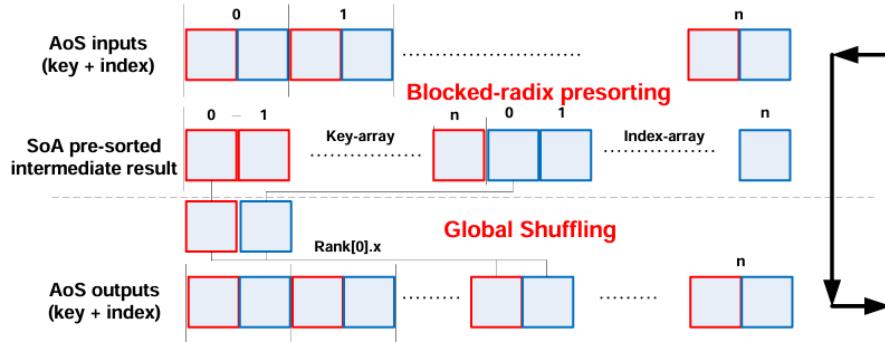 0 1 n
AoS inputs
(key + index)
Blocked-radix presorting
0 – 1 Key-array n 0 1 Index-array n
SoA pre-sorted
intermediate result
Global Shuffling
Rank[0].x
n
AoS outputs
(key + index)